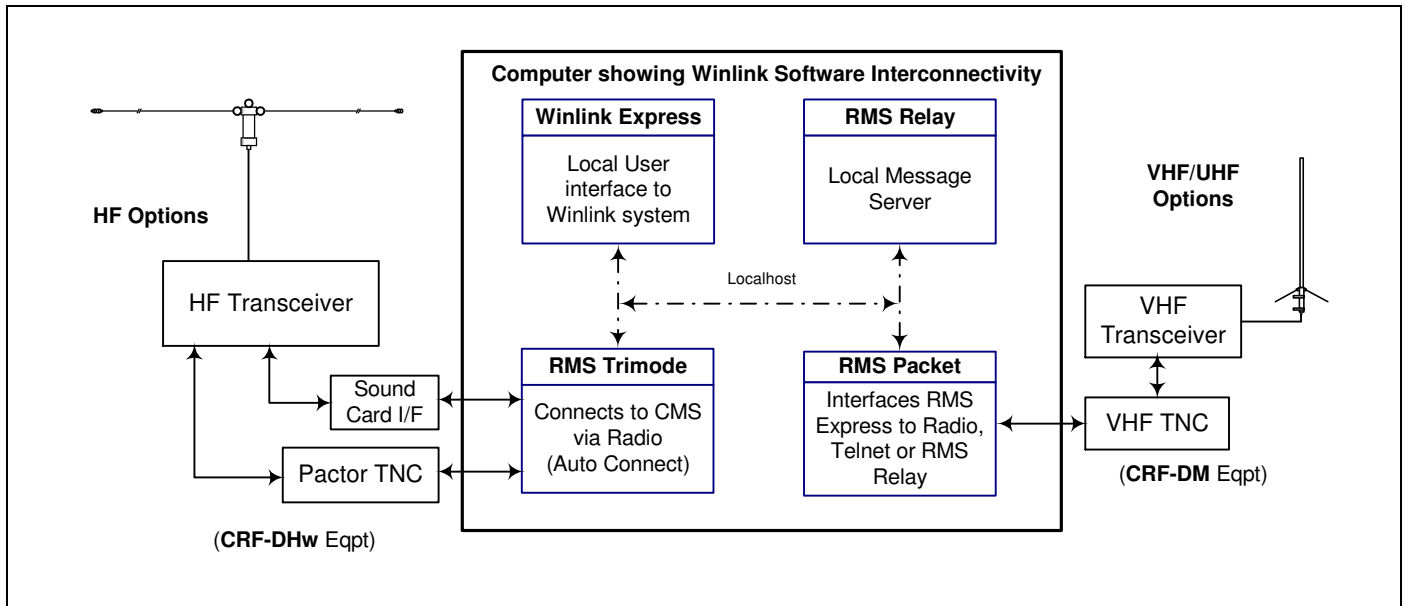 Computer showing Winlink Software Interconnectivity
HF Options
HF Transceiver
Sound
Card I/F
Pactor TNC
(CRF-DHw Eqpt)
Winlink Express
Local User
interface to
Winlink system
RMS Relay
Local Message
Server
Localhost
RMS Trimode
Connects to CMS
via Radio
(Auto Connect)
RMS Packet
Interfaces RMS
Express to Radio,
Telnet or RMS
Relay
VHF/UHF
Options
VHF
Transceiver
VHF TNC
(CRF-DM Eqpt)